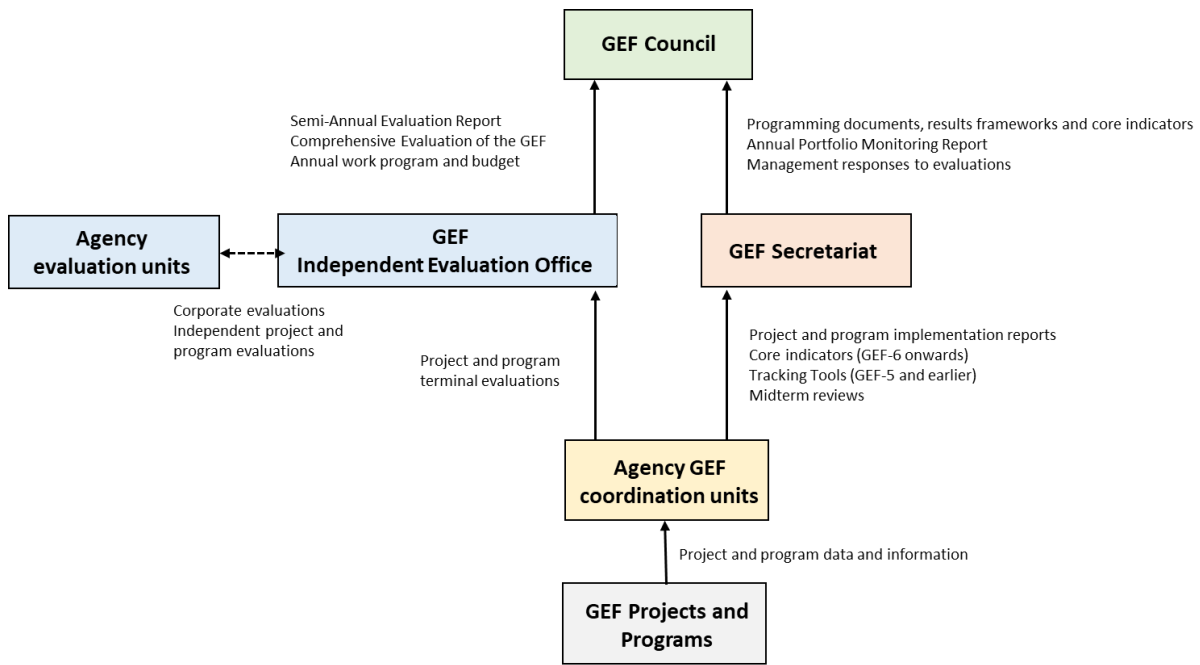 GEF Council
Semi-Annual Evaluation Report
Comprehensive Evaluation of the GEF
Annual work program and budget
Programming documents, results frameworks and core indicators
Annual Portfolio Monitoring Report
Management responses to evaluations
Agency
evaluation units
GEF
Independent Evaluation Office
GEF Secretariat
Corporate evaluations
Independent project and
program evaluations
Project and program
terminal evaluations
Project and program implementation reports
Core indicators (GEF-6 onwards)
Tracking Tools (GEF-5 and earlier)
Midterm reviews
Agency GEF
coordination units
Project and program data and information
GEF Projects and
Programs